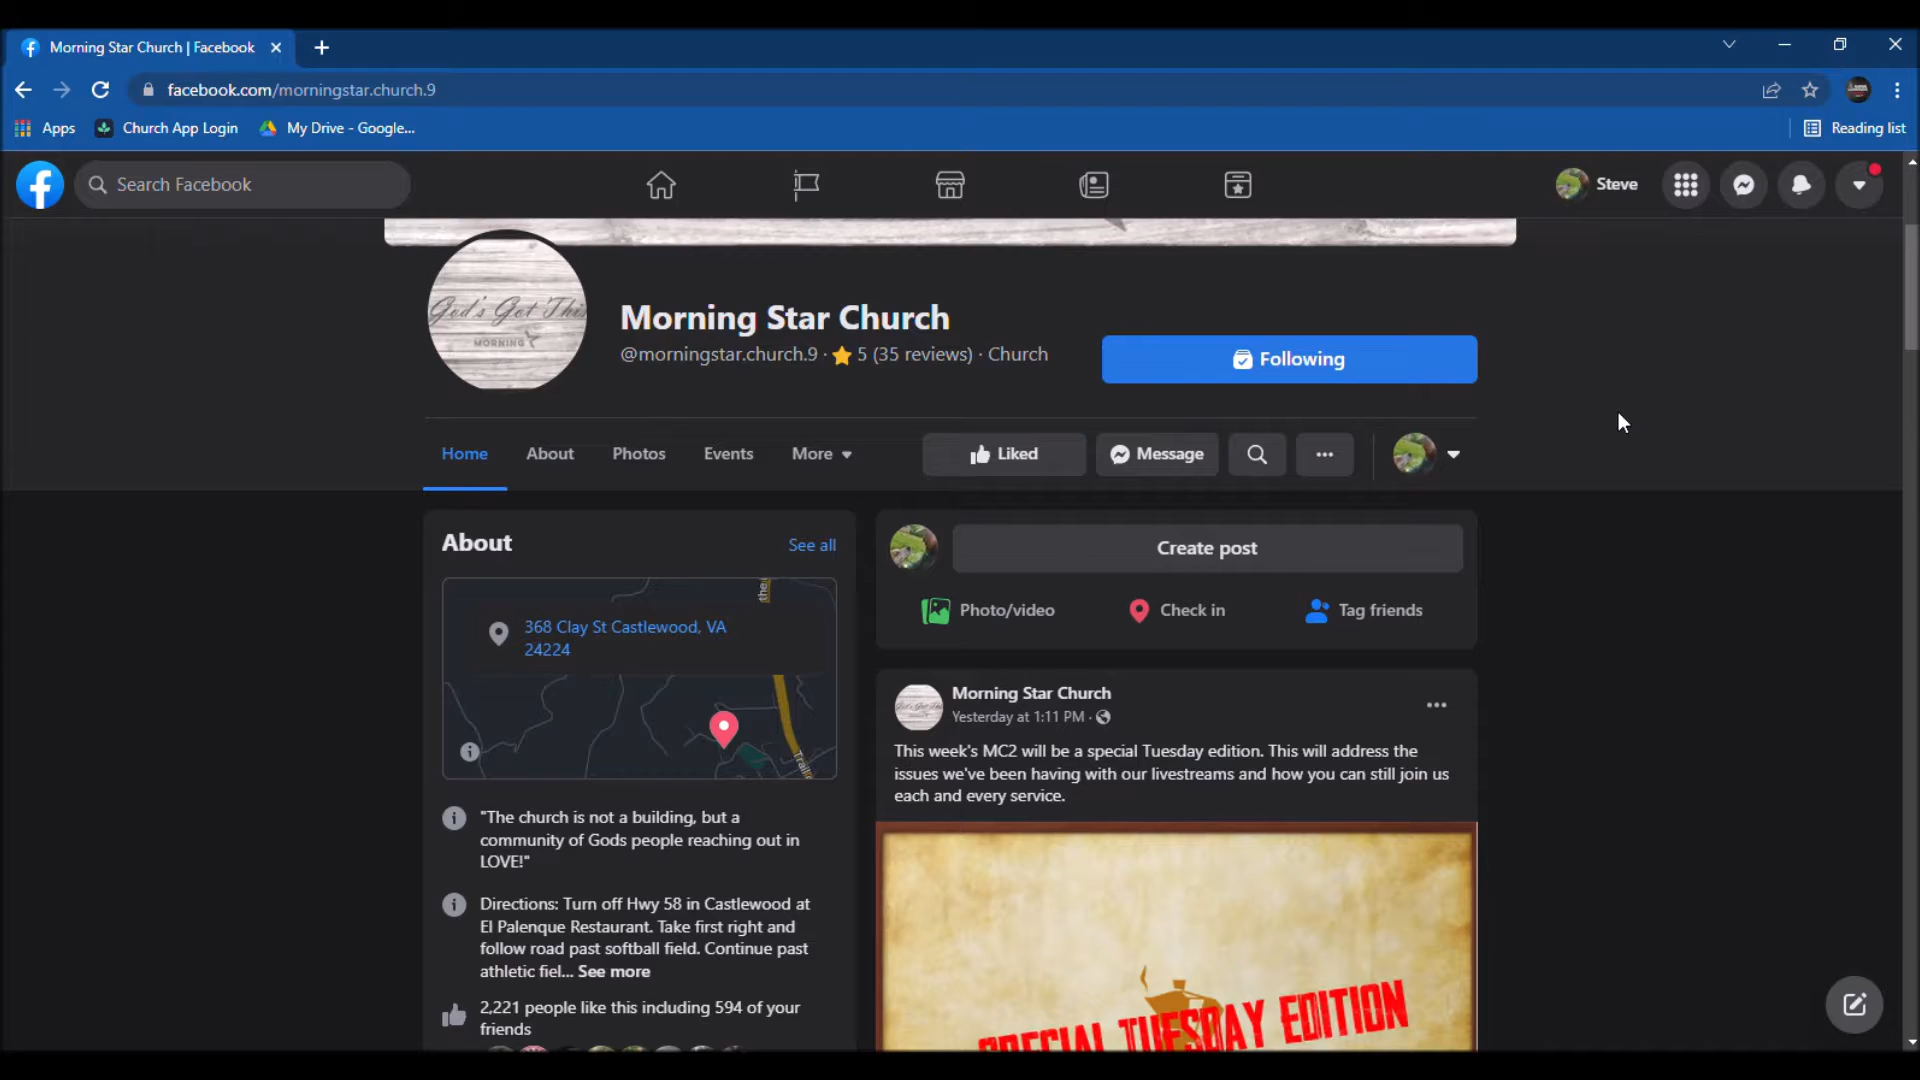 Morning Star Church | Facebook
facebook.com/morningstar.church.9
Apps
Church App Login
My Drive - Google...
Reading list
Search Facebook
Steve
God's Got This
MORNING
Morning Star Church
@morningstar.church.9 · 5 (35 reviews) · Church
Following
Home
About
Photos
Events
More
Liked
Message
About
See all
368 Clay St Castlewood, VA
24224
the
Trail
"The church is not a building, but a
community of Gods people reaching out in
LOVE!"
Directions: Turn off Hwy 58 in Castlewood at
El Palenque Restaurant. Take first right and
follow road past softball field. Continue past
athletic fiel... See more
2,221 people like this including 594 of your
friends
Create post
Photo/video
Check in
Tag friends
Morning Star Church
Yesterday at 1:11 PM ·
This week's MC2 will be a special Tuesday edition. This will address the
issues we've been having with our livestreams and how you can still join us
each and every service.
SPECIAL TUESDAY EDITION